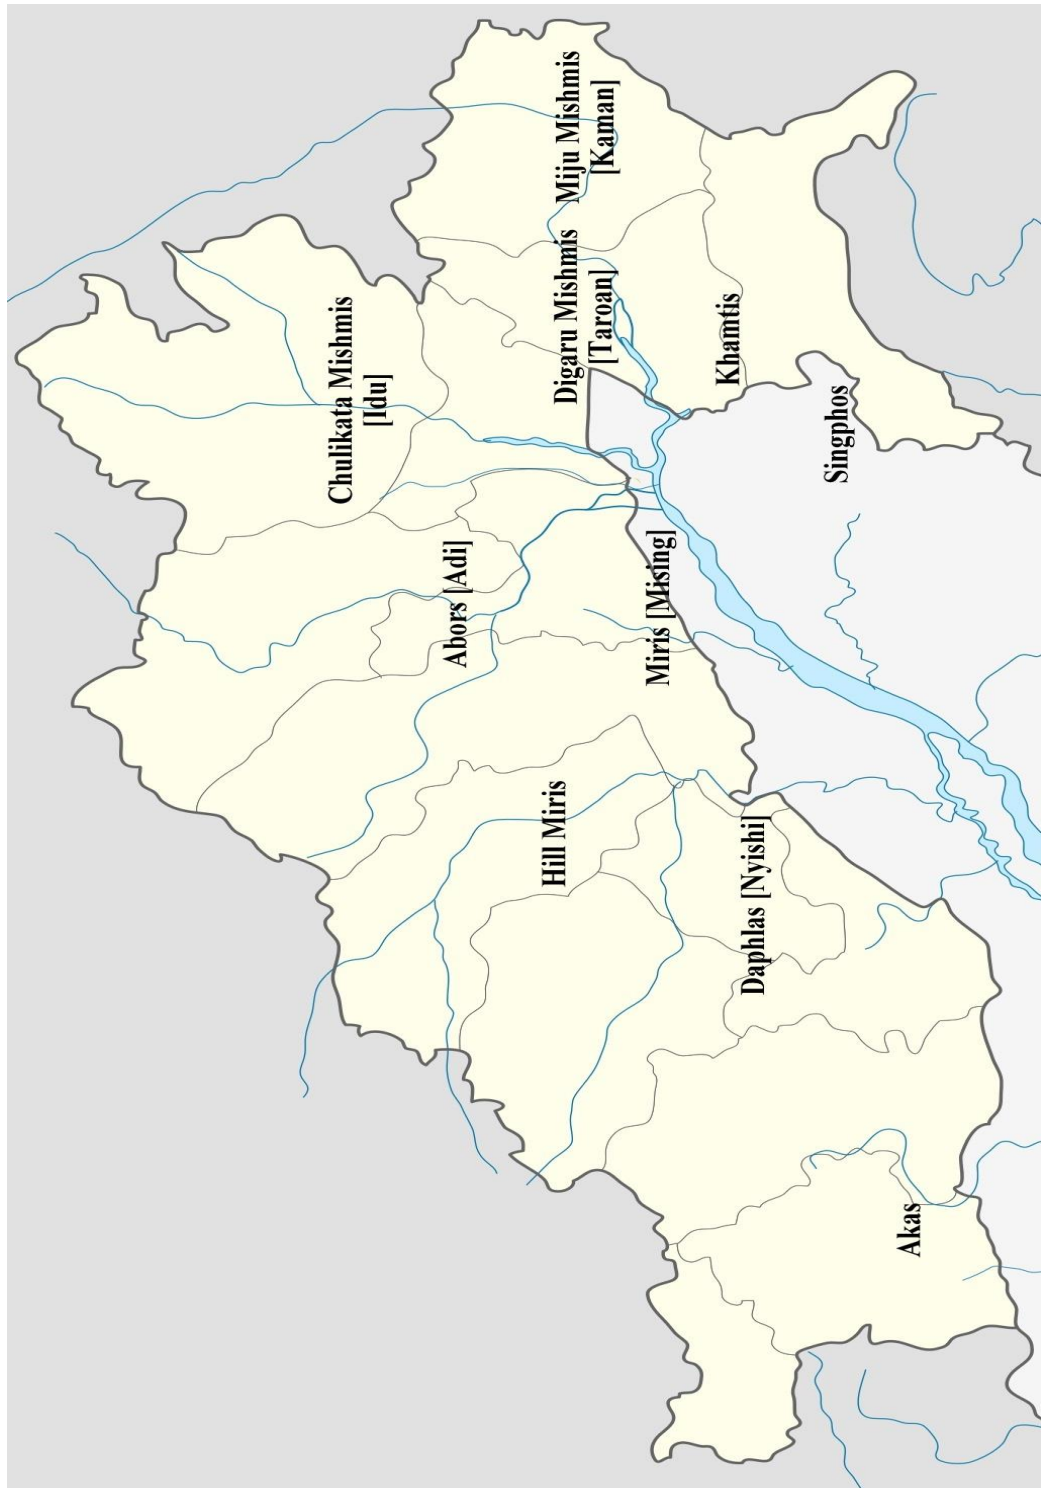 Miju Mishmis
[Kaman]
Digaru Mishmis
[Taroan]
Chulikata Mishmis
[Idu]
Khamtis
Singphos
Abors [Adi]
Miris [Mising]
Hill Miris
Daphlas [Nyishi]
Akas